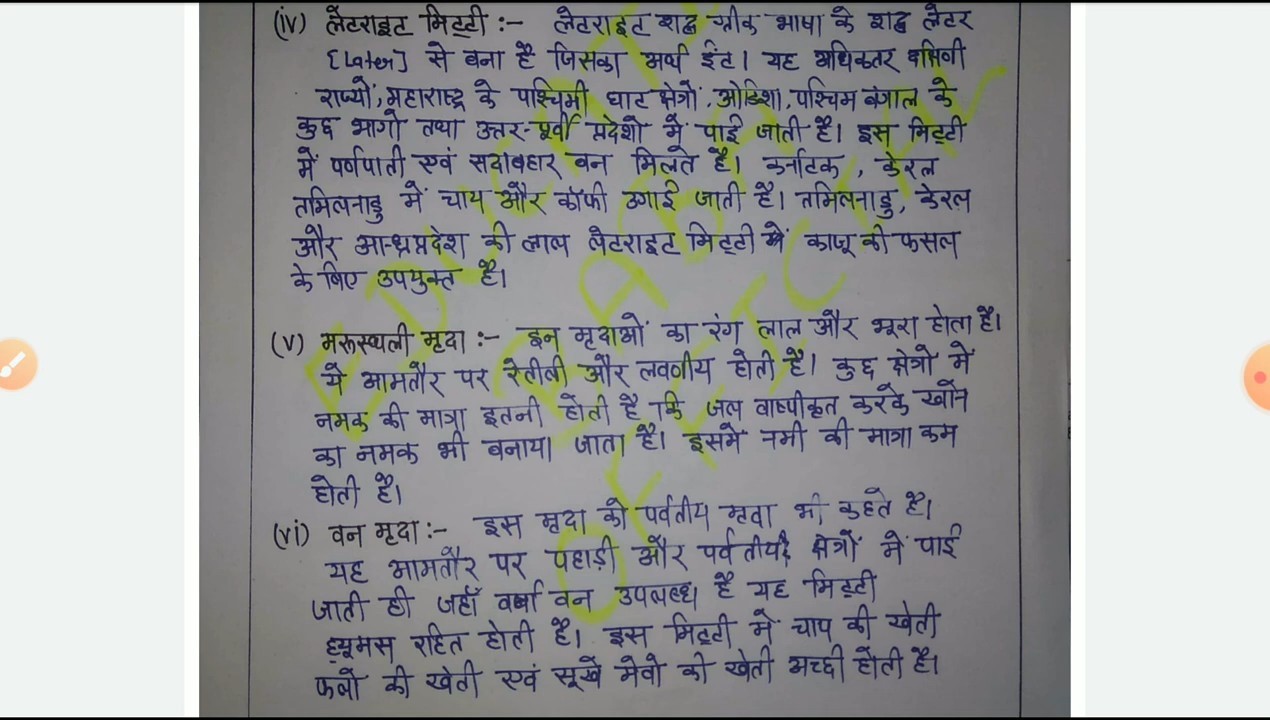 (iv) लेटराइट मिट्टी :- लेटराइट शब्द ग्रीक भाषा के शब्द लेटर
[Later] से बना है जिसका अर्थ ईंट। यह अधिकतर दक्षिणी
राज्यों, महाराष्ट्र के पाश्चिमी घाट क्षेत्रों, ओडिशा, पश्चिम बंगाल के
कुछ भागो तथा उत्तर-पूर्वी प्रदेशो में पाई जाती है। इस मिट्टी
में पर्णपाती एवं सदाबहार वन मिलते है। कर्नाटक, केरल
तमिलनाडु में चाय और कॉफी उगाई जाती है। तमिलनाडु, केरल
और आन्ध्रप्रदेश की लाल लेटराइट मिट्टी में काजू की फसल
के लिए उपयुक्त है।
(v) मरूस्थली मृदा :- इन मृदाओं का रंग लाल और भूरा होता है।
ये आमतौर पर रेतीली और लवणीय होती है। कुछ क्षेत्रो में
नमक की मात्रा इतनी होती है कि जल वाष्पीकृत करके खाने
का नमक भी बनाया जाता है। इसमें नमी की मात्रा कम
होती है।
(vi) वन मृदा :- इस मृदा को पर्वतीय मृदा भी कहते है।
यह आमतौर पर पहाड़ी और पर्वतीय क्षेत्रों में पाई
जाती ही जहाँ वर्षा वन उपलब्ध है यह मिट्टी
ह्यूमस रहित होती है। इस मिट्टी में चाय की खेती
फलों की खेती एवं सूखे मेवो की खेती अच्छी होती है।